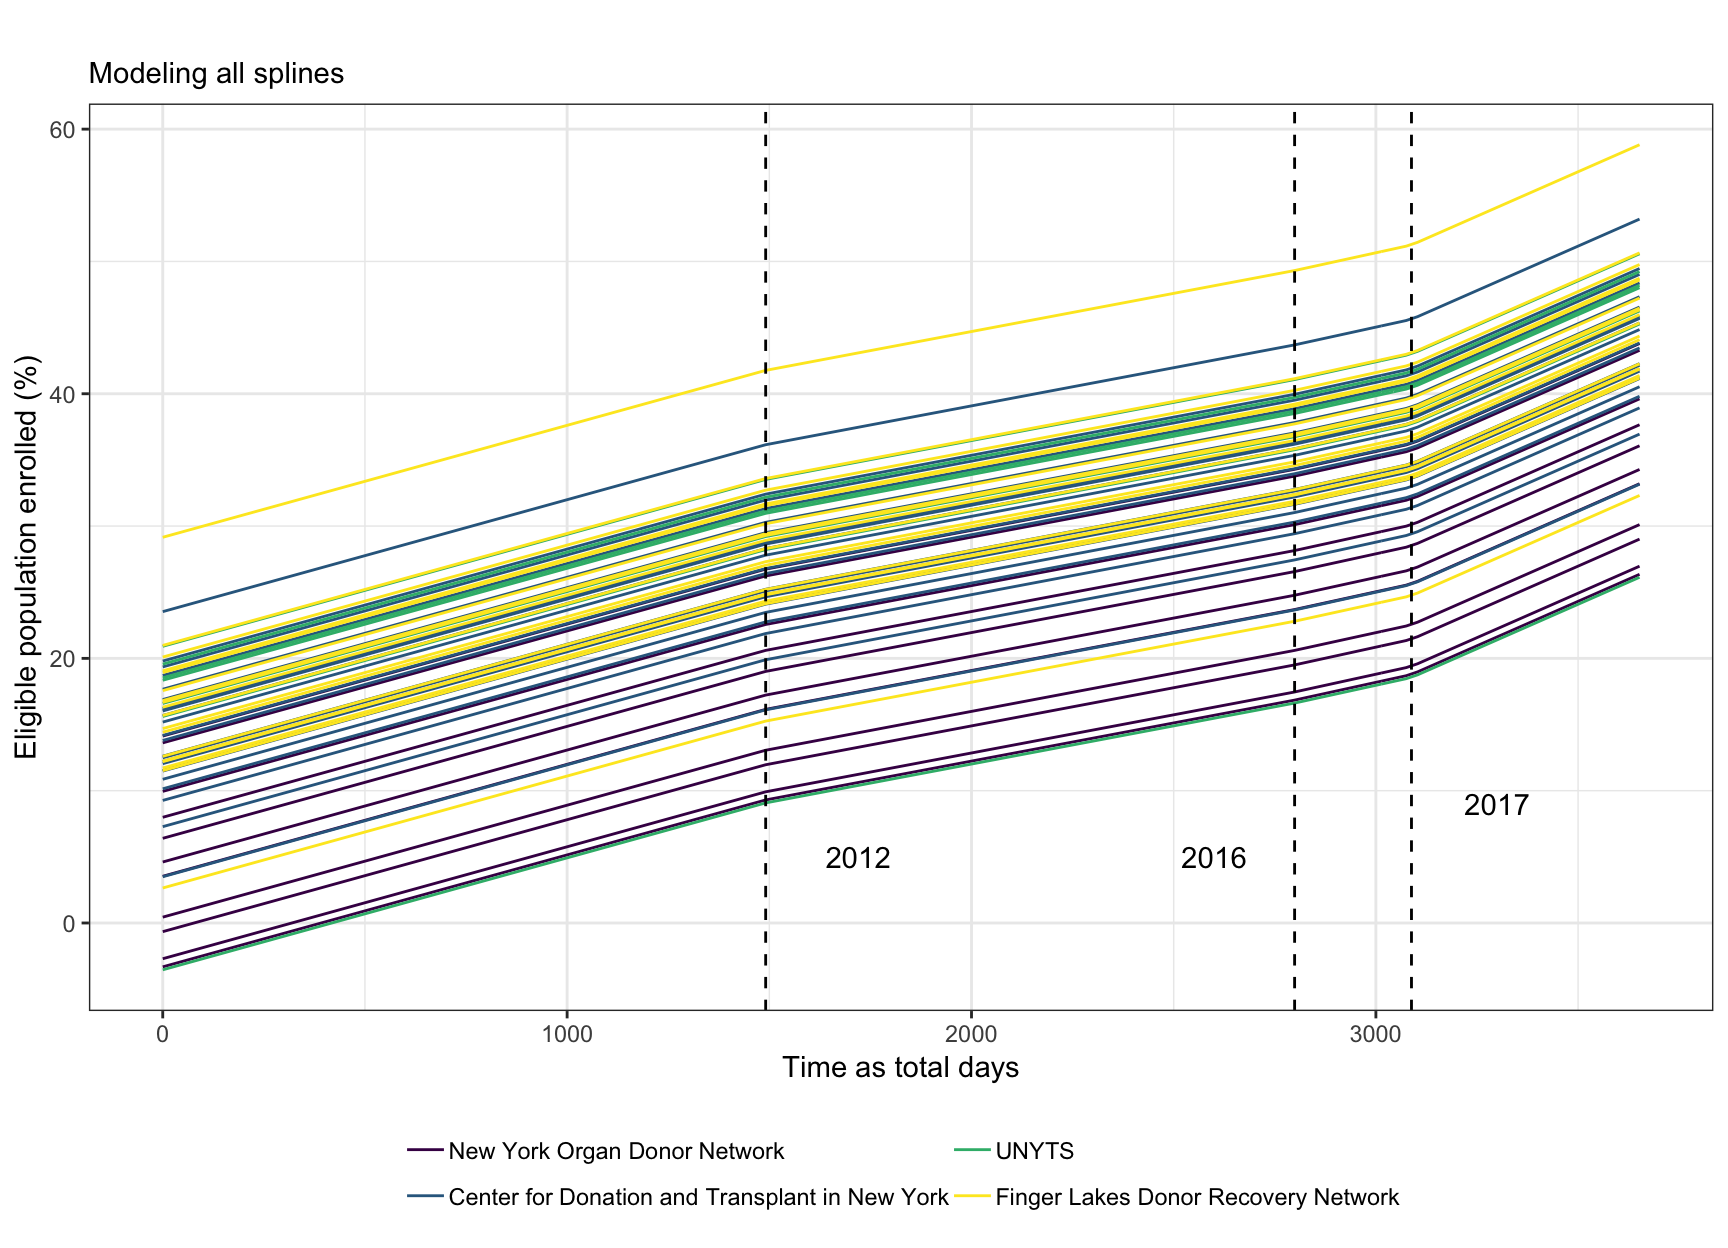 Modeling all splines
60
40
20
0
Eligible population enrolled (%)
2012
2016
2017
0 1000 2000 3000
Time as total days
New York Organ Donor Network
UNYTS
Center for Donation and Transplant in New York
Finger Lakes Donor Recovery Network